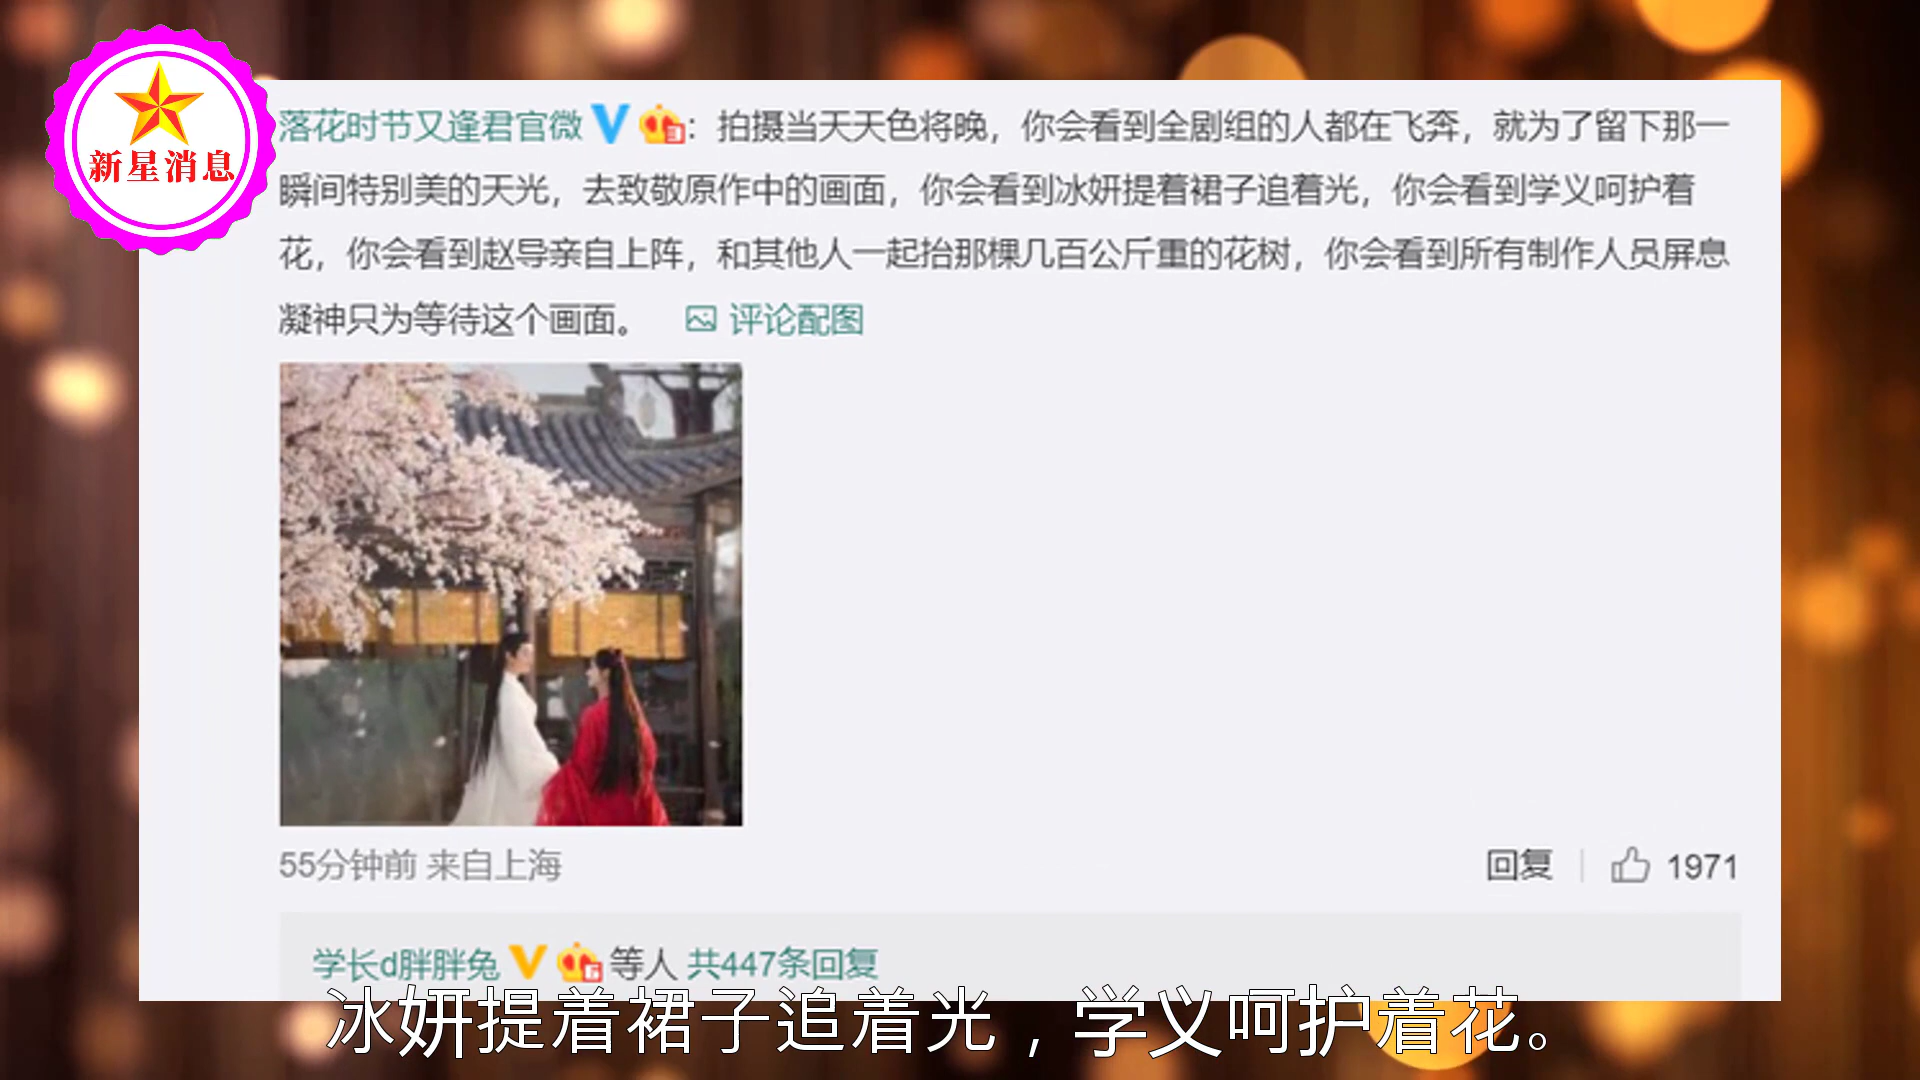 新星消息
落花时节又逢君官微：拍摄当天天色将晚，你会看到全剧组的人都在飞奔，就为了留下那一
瞬间特别美的天光，去致敬原作中的画面，你会看到冰妍提着裙子追着光，你会看到学义呵护着
花，你会看到赵导亲自上阵，和其他人一起抬那棵几百公斤重的花树，你会看到所有制作人员屏息
凝神只为等待这个画面。 评论配图
55分钟前 来自上海 回复 1971
学长d胖胖兔 等人 共447条回复
冰妍提着裙子追着光，学义呵护着花。